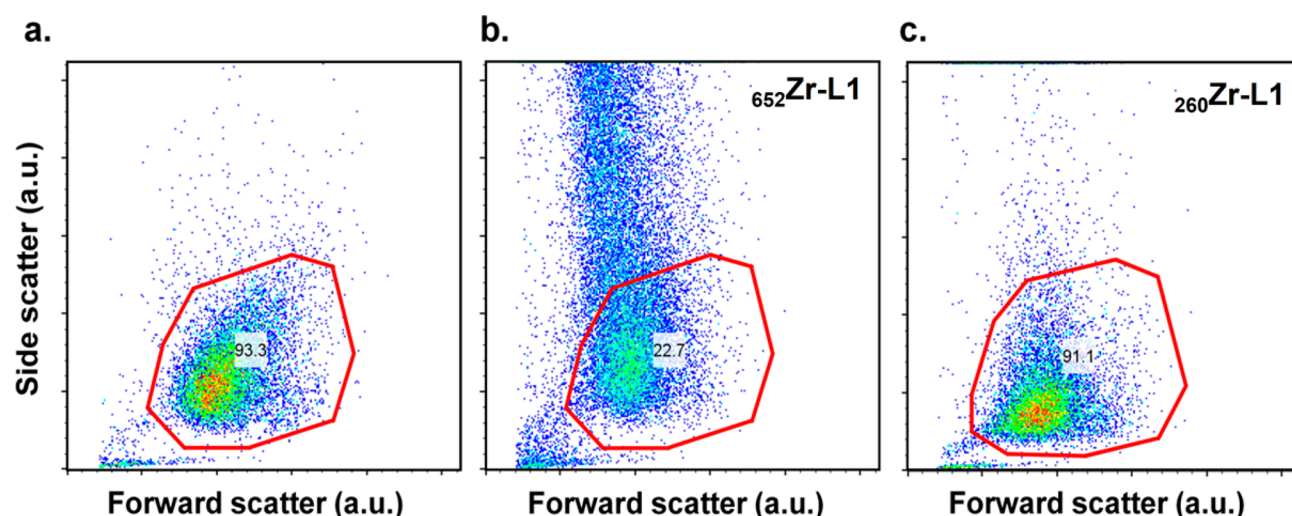 a.
b.
c.
₆₅₂Zr-L1
₂₆₀Zr-L1
93.3
22.7
91.1
Side scatter (a.u.)
Forward scatter (a.u.)
Forward scatter (a.u.)
Forward scatter (a.u.)